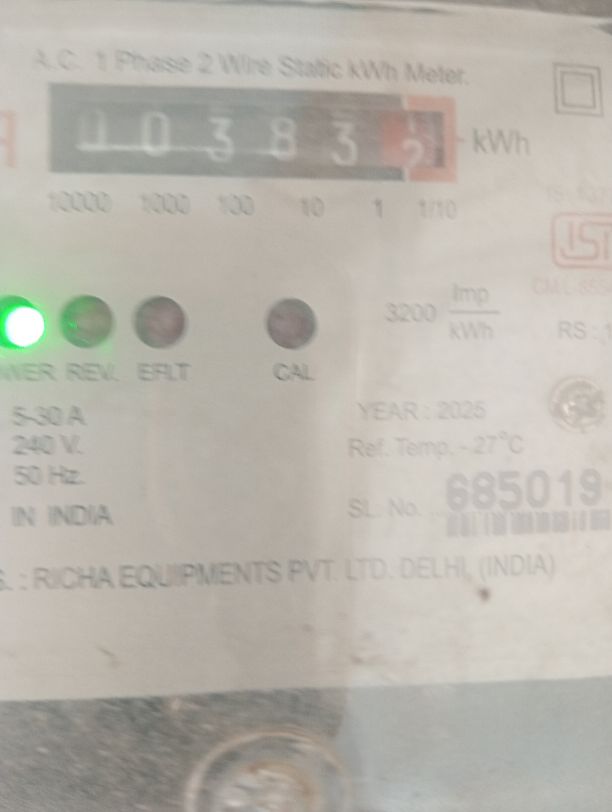 A.C. 1 Phase 2 Wire Static kWh Meter.
0 0 3 8 3 kWh
10000 1000 100 10 1 1/10
3200 Imp/kWh
RS :
REV. EFLT CAL
5-30 A
240 V.
50 Hz.
IN INDIA
YEAR : 2025
Ref. Temp. - 27°C
SL. No. 685019
S. : RICHA EQUIPMENTS PVT. LTD. DELHI, (INDIA)